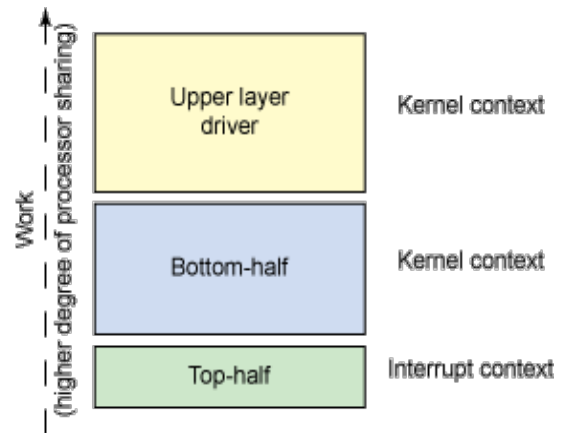 Work
(higher degree of processor sharing)
Upper layer
driver
Kernel context
Bottom-half
Kernel context
Top-half
Interrupt context